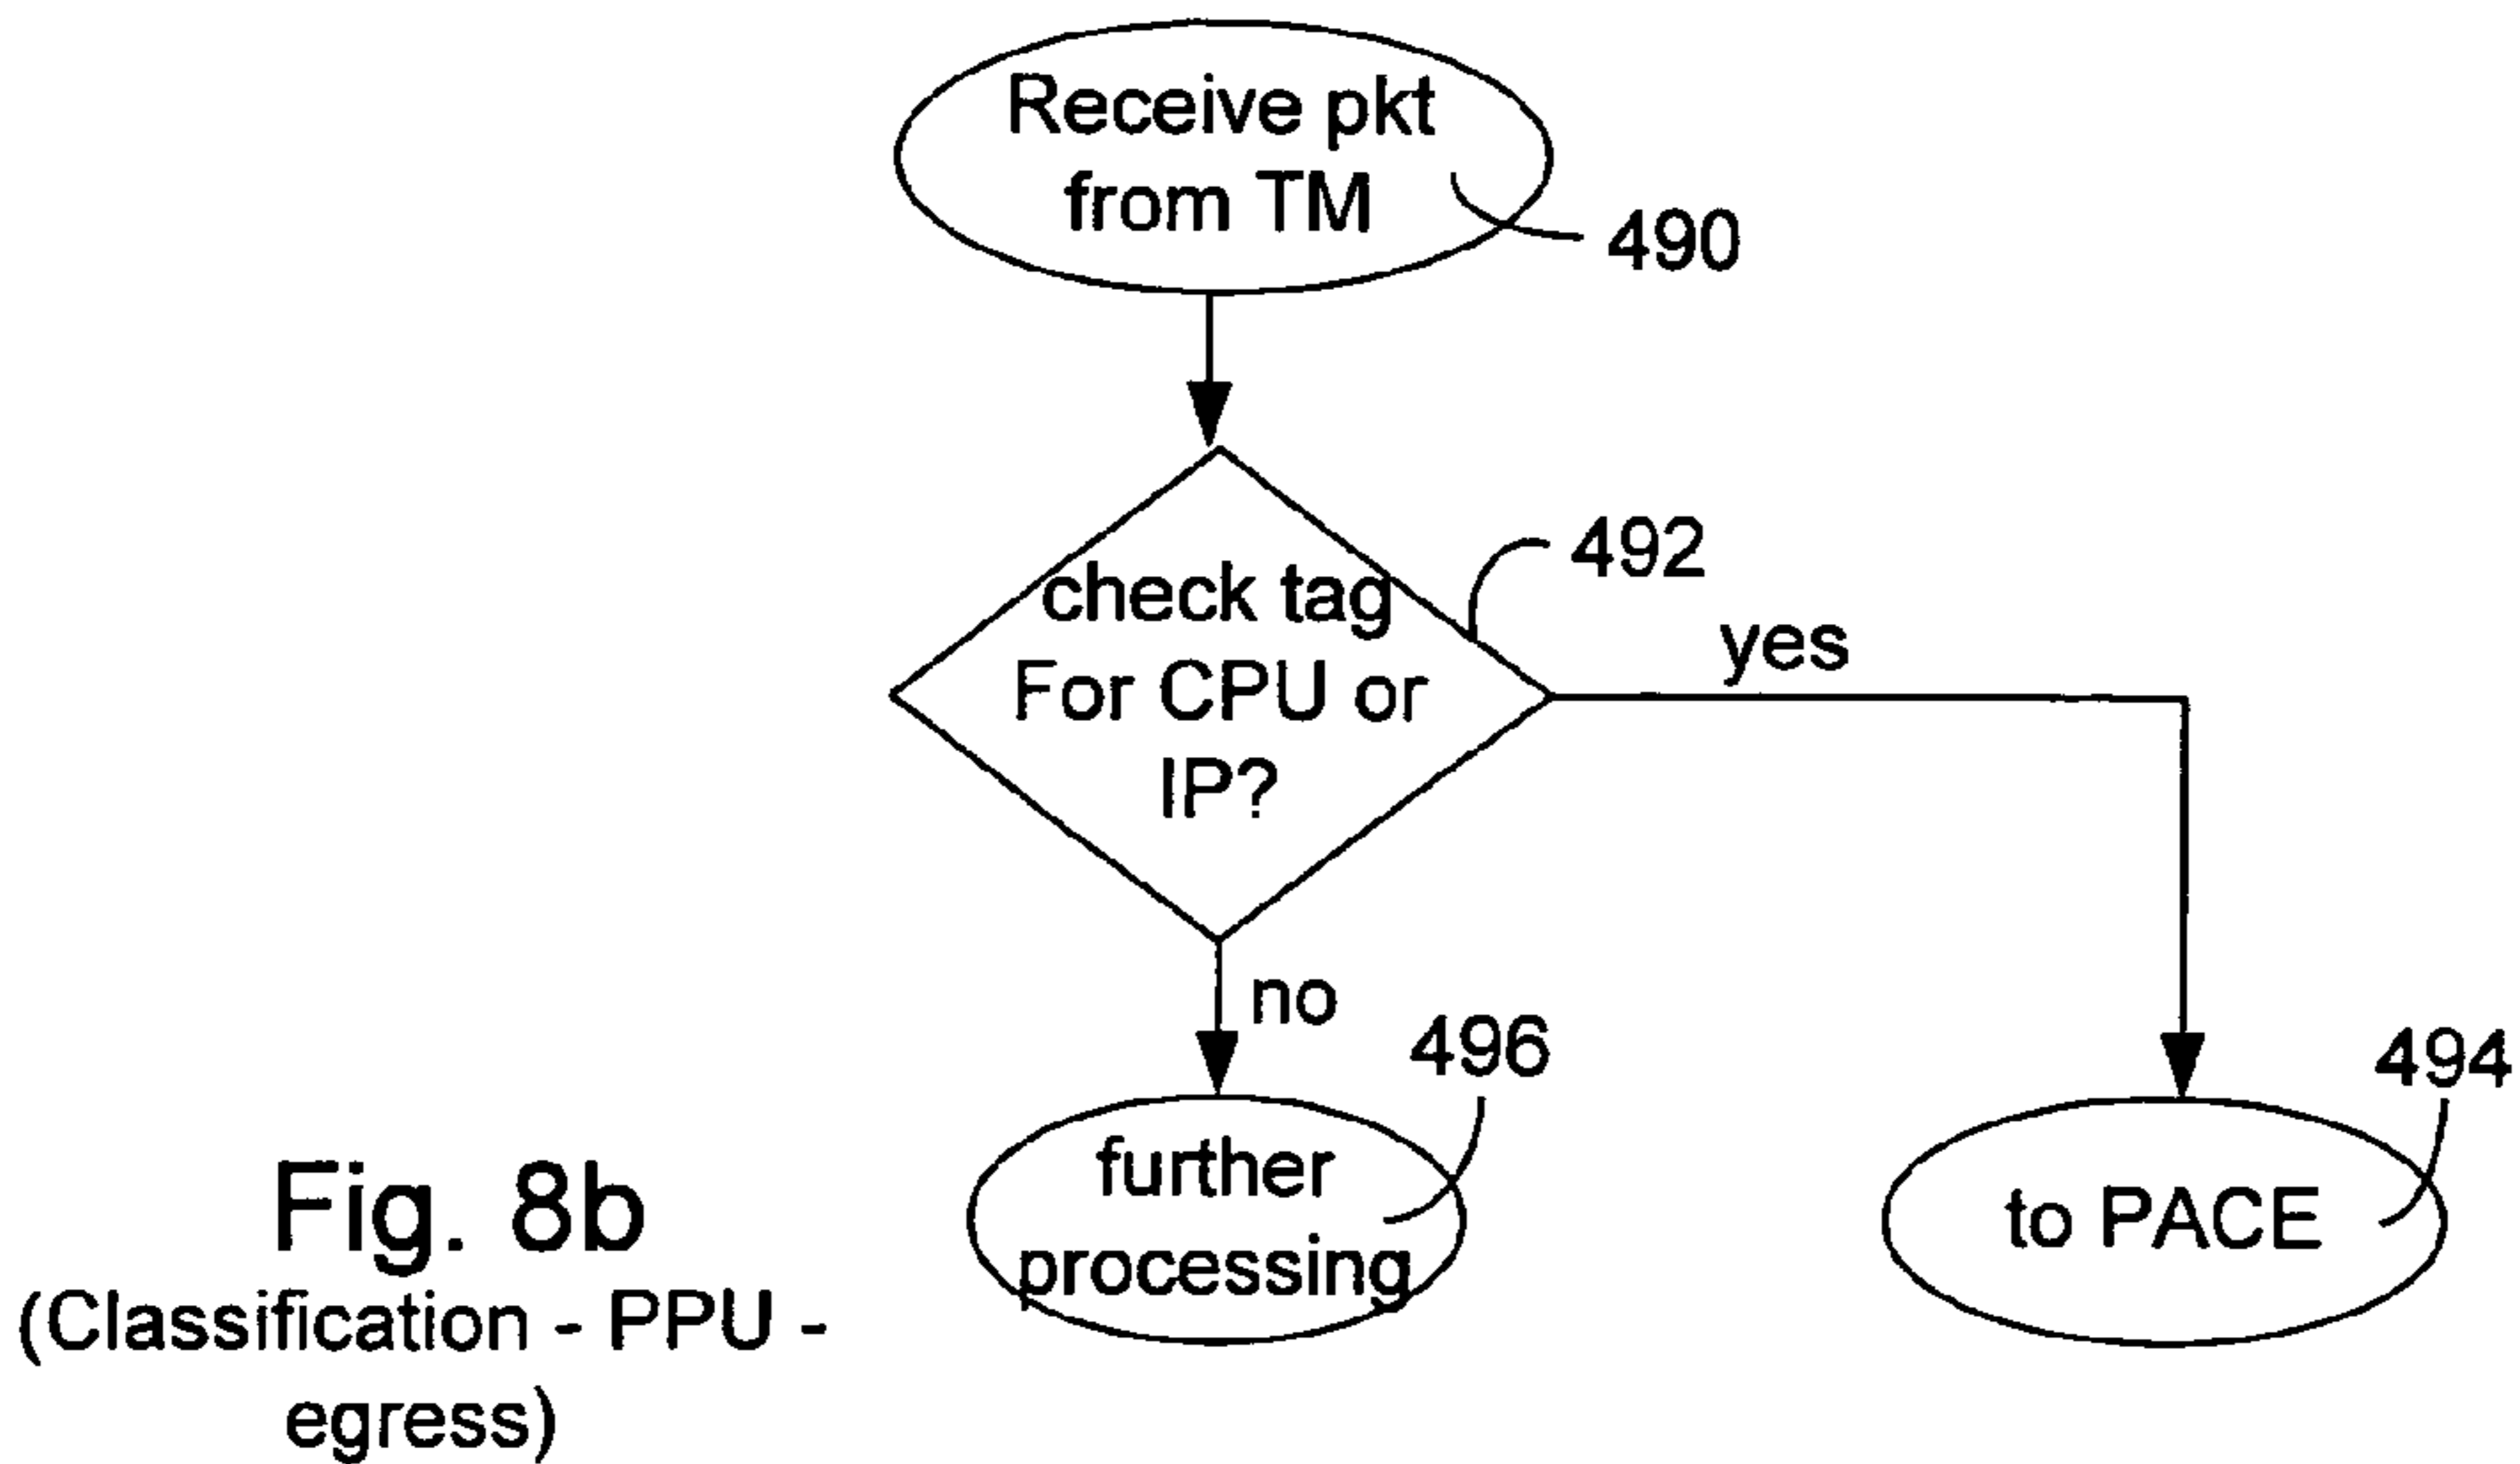 Receive pkt
from TM
490
check tag
For CPU or
IP?
492
yes
no
496
494
further
processing
to PACE
Fig. 8b
(Classification - PPU -
egress)